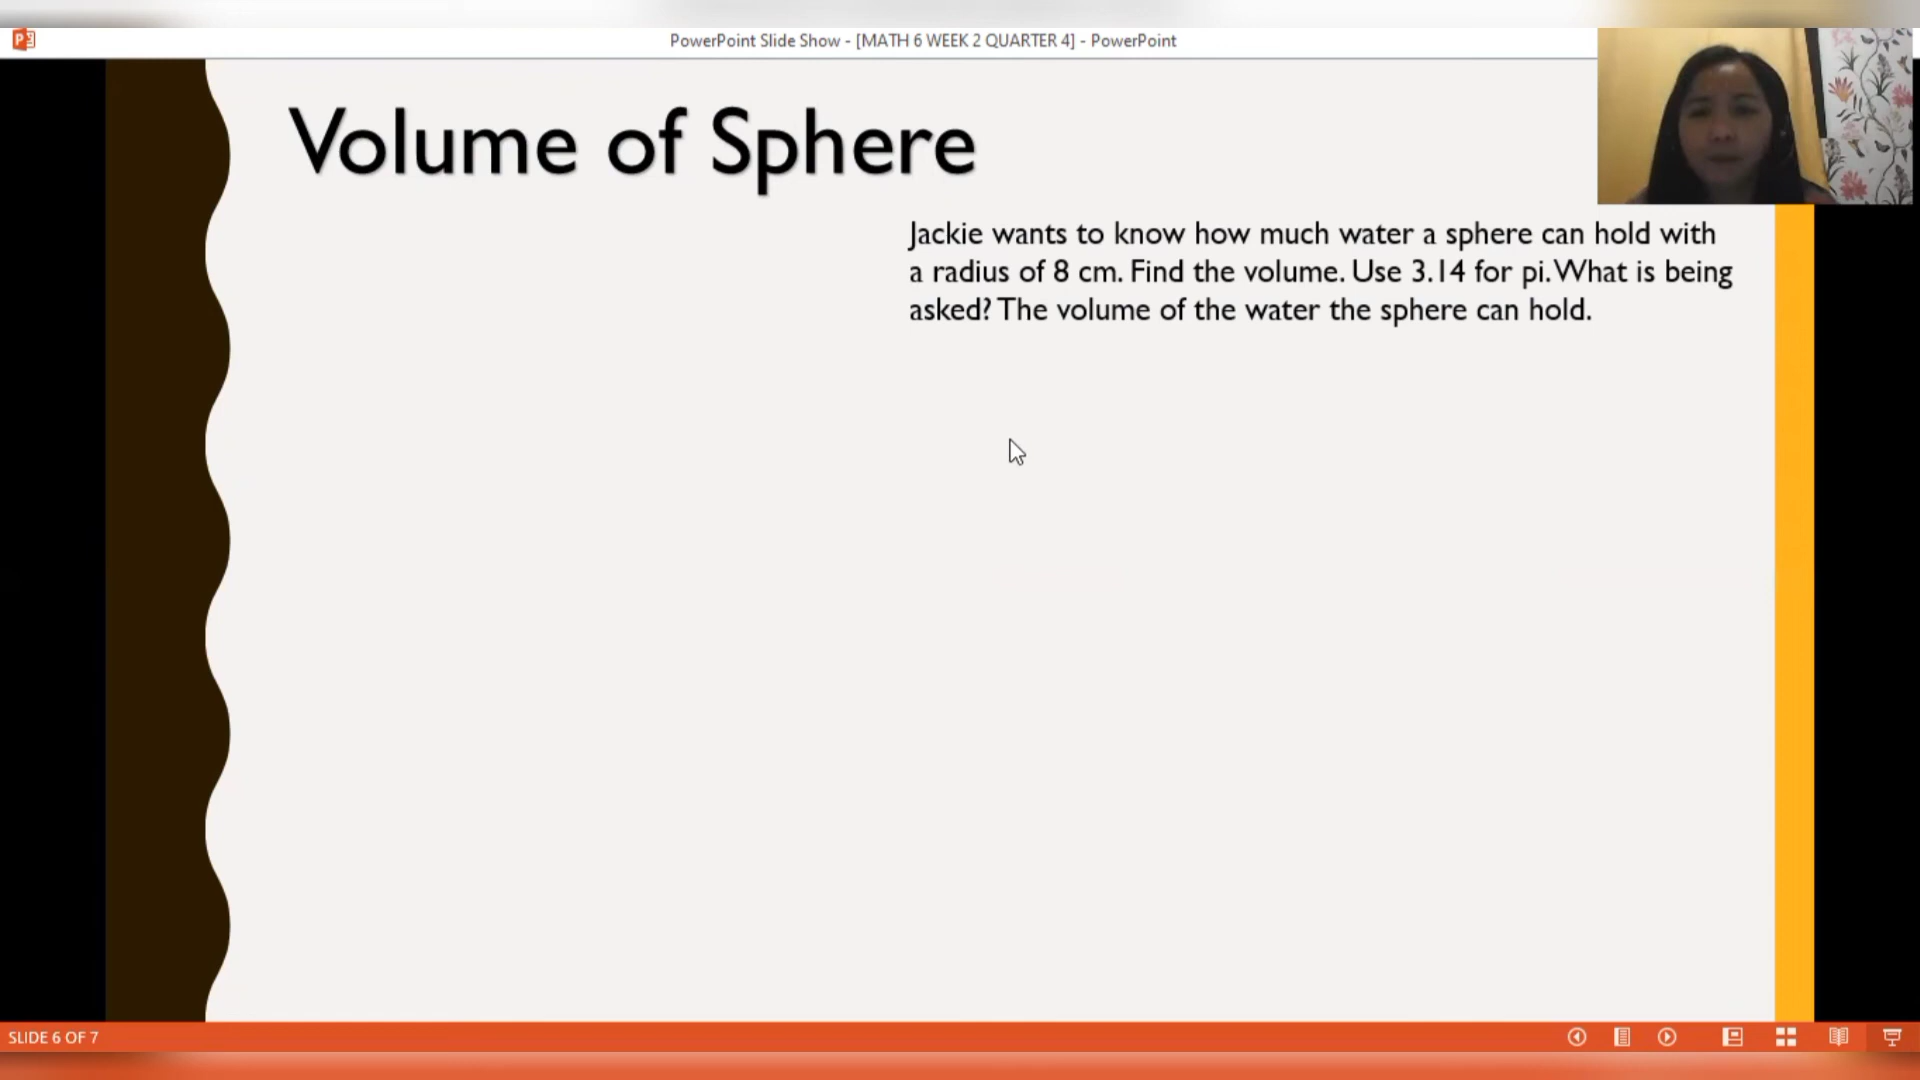 PowerPoint Slide Show - [MATH 6 WEEK 2 QUARTER 4] - PowerPoint
Volume of Sphere
Jackie wants to know how much water a sphere can hold with
a radius of 8 cm. Find the volume. Use 3.14 for pi. What is being
asked? The volume of the water the sphere can hold.
SLIDE 6 OF 7